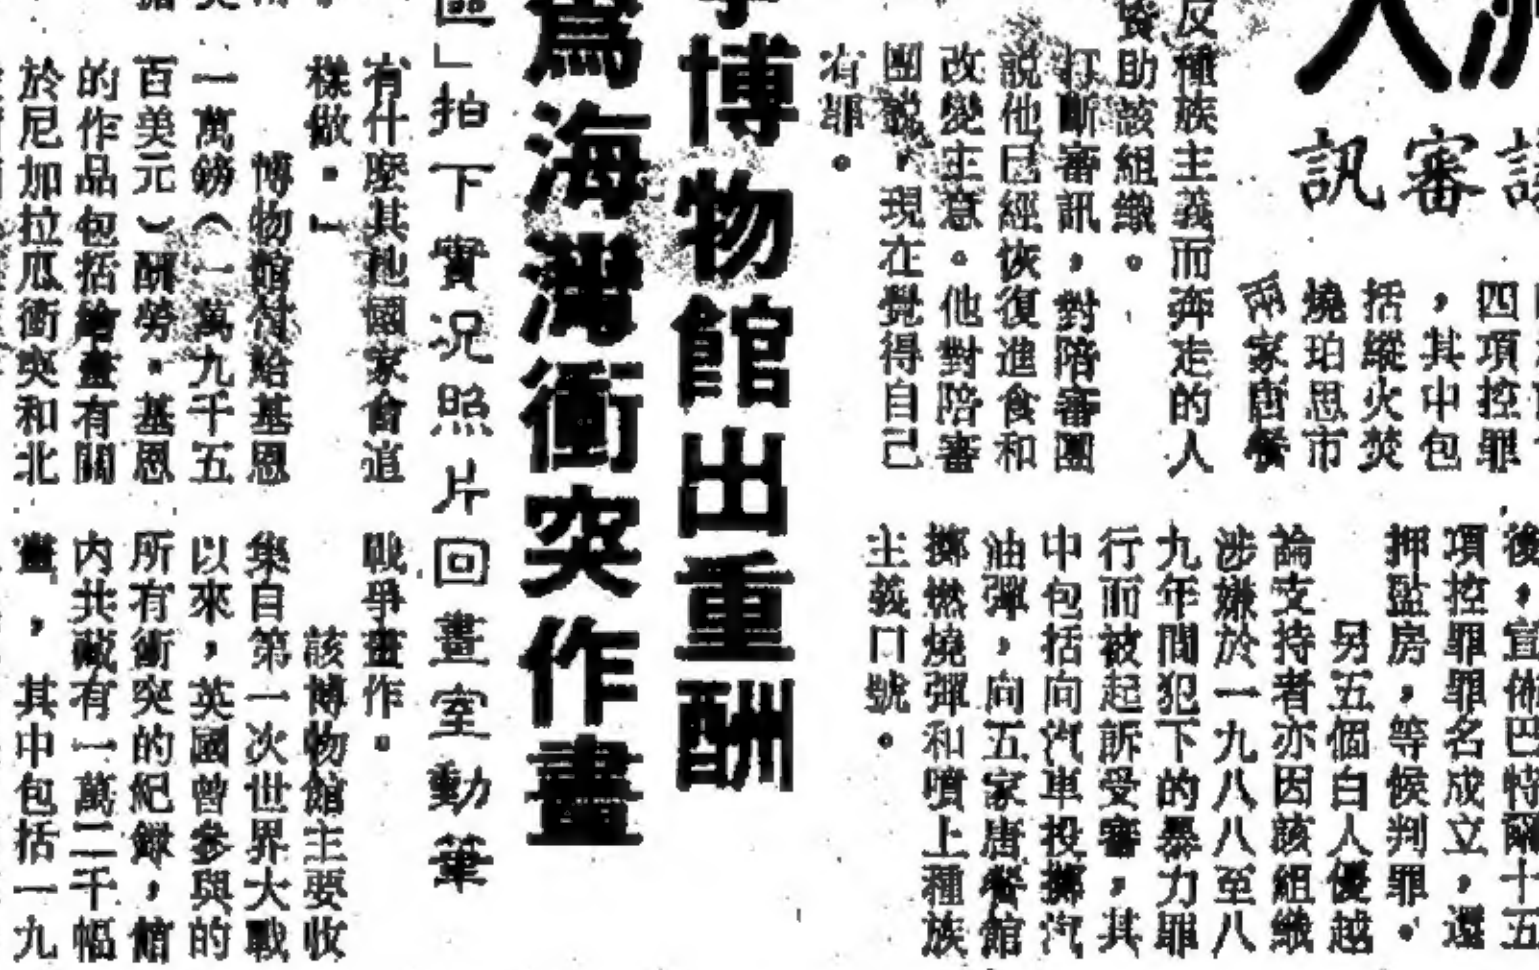 審訊
四項控罪
，其中包
括縱火焚
燒珀思市
兩家唐餐
反種族主義而奔走的人
資助該組織。
打斷審訊，對陪審團
說他已經恢復進食和
改變主意。他對陪審
團說，現在覺得自己
有罪。
後，宣佈巴特爾十五
項控罪罪名成立，還
押監房，等候判罪。
另五個白人優越
論支持者亦因該組織
涉嫌於一九八八至八
九年間犯下的暴力罪
行而被起訴受審，其
中包括向汽車投擲汽
油彈，向五家唐餐館
擲燃燒彈和噴上種族
主義口號。
博物館出重酬
為海灣衝突作畫
區」拍下實況照片回畫室動筆
有什麼其他國家會這
樣做。」
博物館付給基恩
一萬鎊（一萬九千五
百美元）酬勞。基恩
的作品包括繪畫有關
於尼加拉瓜衝突和北
戰爭畫作。
該博物館主要收
集自第一次世界大戰
以來，英國曾參與的
所有衝突的紀錄，館
內共藏有一萬二千幅
畫，其中包括一九